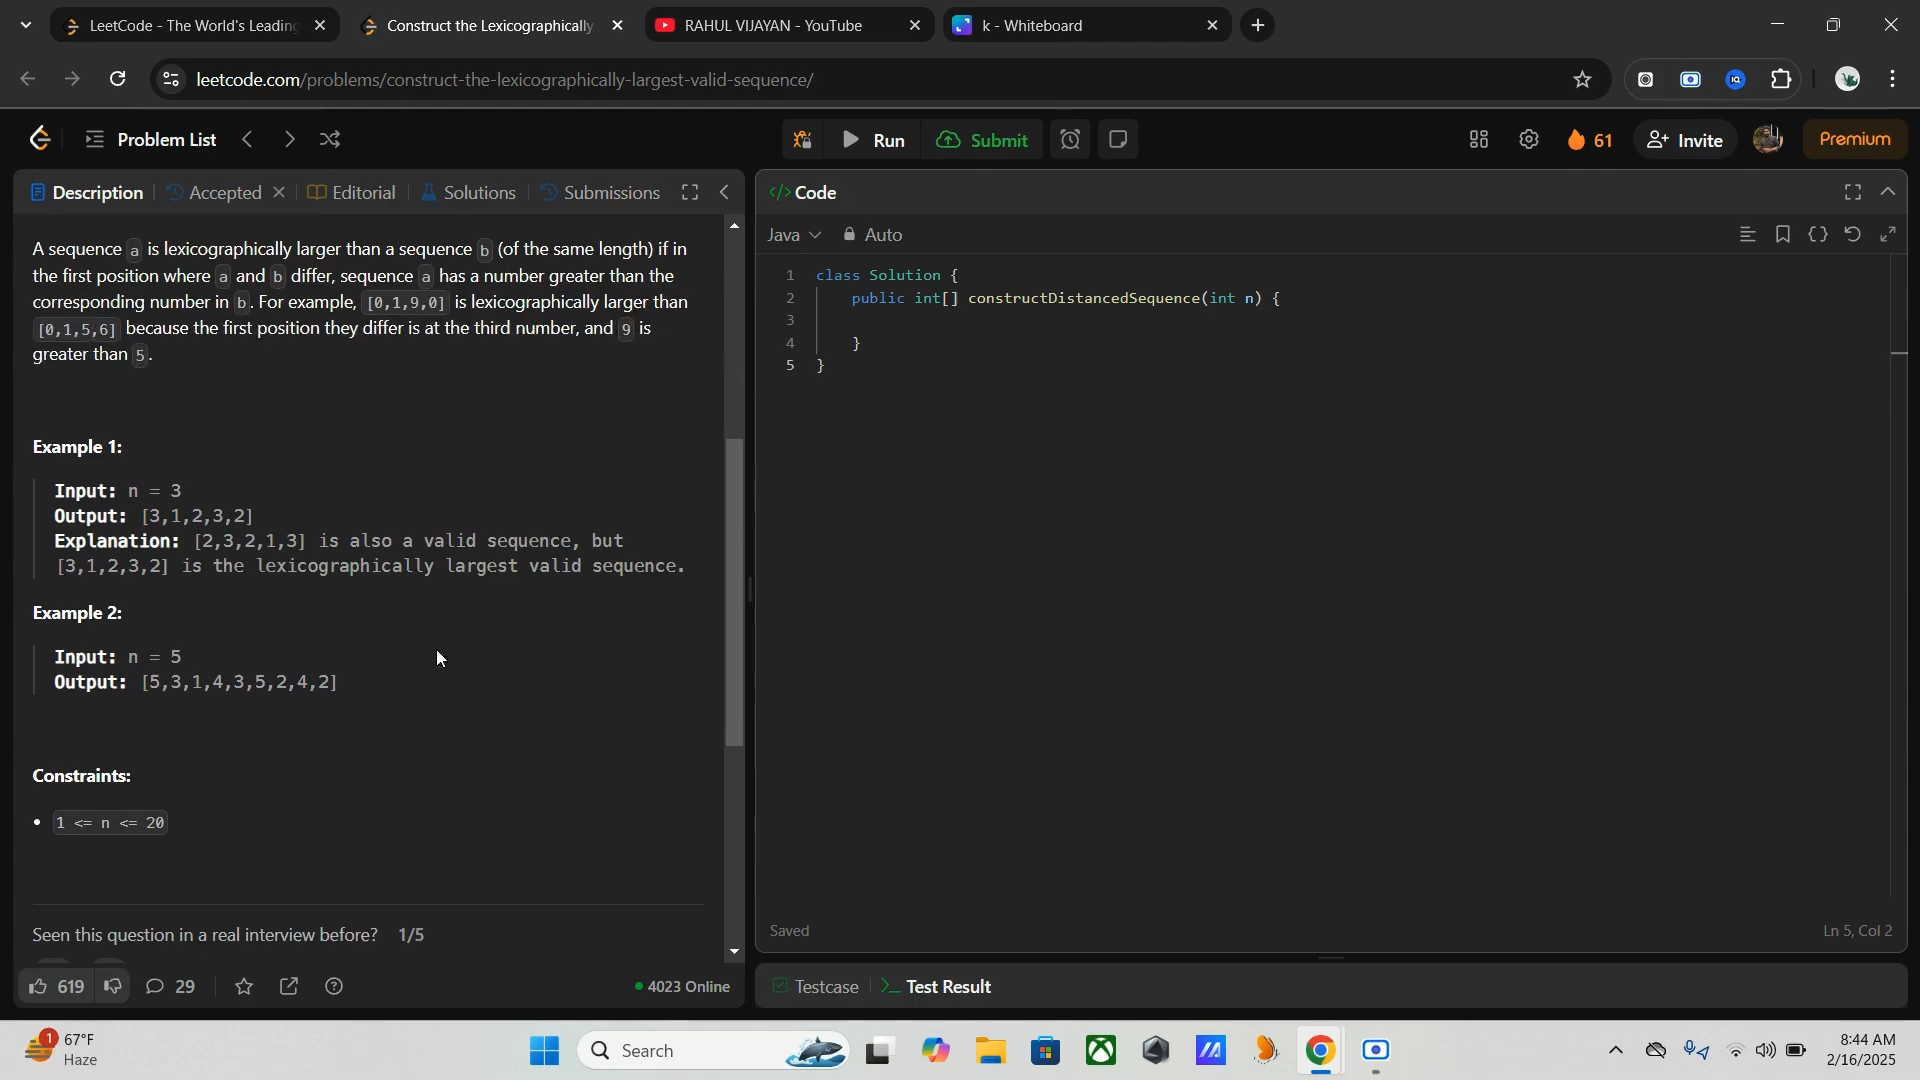 LeetCode - The World's Leading
Construct the Lexicographically
RAHUL VIJAYAN - YouTube
k - Whiteboard
leetcode.com/problems/construct-the-lexicographically-largest-valid-sequence/
Problem List
Run
Submit
61
Invite
Premium
Description
Accepted
Editorial
Solutions
Submissions
</> Code
Java
Auto
A sequence a is lexicographically larger than a sequence b (of the same length) if in
the first position where a and b differ, sequence a has a number greater than the
corresponding number in b. For example, [0,1,9,0] is lexicographically larger than
[0,1,5,6] because the first position they differ is at the third number, and 9 is
greater than 5.
Example 1:
Input: n = 3
Output: [3,1,2,3,2]
Explanation: [2,3,2,1,3] is also a valid sequence, but
[3,1,2,3,2] is the lexicographically largest valid sequence.
Example 2:
Input: n = 5
Output: [5,3,1,4,3,5,2,4,2]
Constraints:
• 1 <= n <= 20
Seen this question in a real interview before? 1/5
619
29
4023 Online
1 class Solution {
2 public int[] constructDistancedSequence(int n) {
3
4 }
5 }
Saved
Ln 5, Col 2
Testcase
Test Result
1
67°F
Haze
Search
8:44 AM
2/16/2025